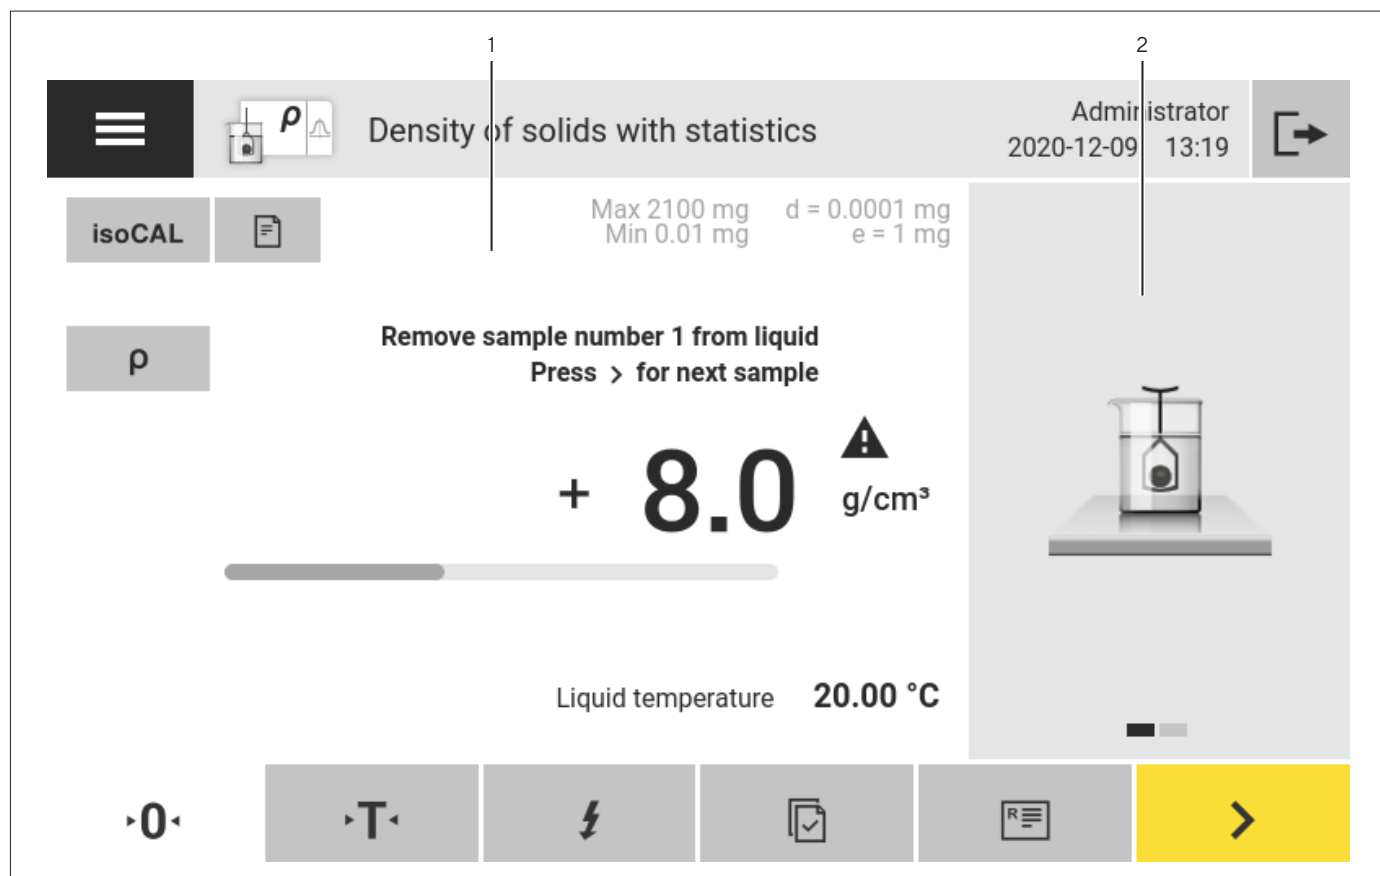 1 2
ρ Density of solids with statistics
Administrator
2020-12-09 13:19
isoCAL
Max 2100 mg d = 0.0001 mg
Min 0.01 mg e = 1 mg
Remove sample number 1 from liquid
Press > for next sample
ρ
+ 8.0 g/cm³
Liquid temperature 20.00 °C
0 T R